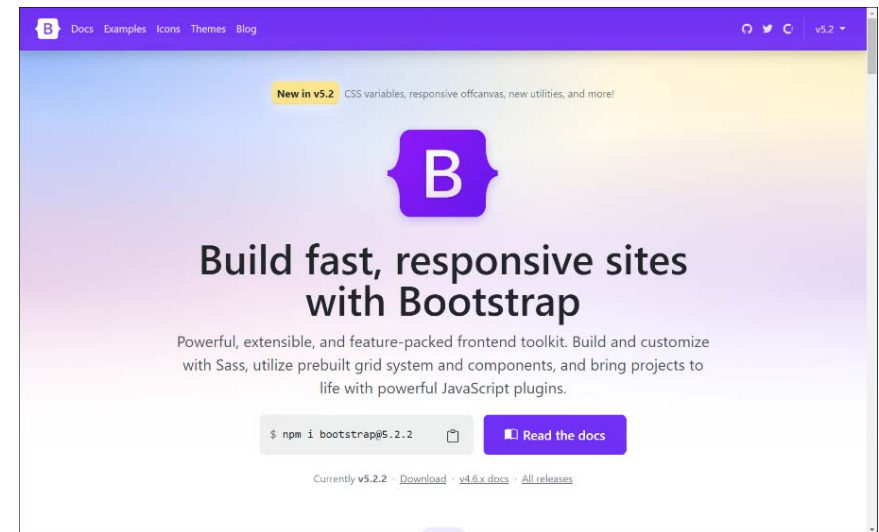 B Docs Examples Icons Themes Blog v5.2
New in v5.2 CSS variables, responsive offcanvas, new utilities, and more!
B
Build fast, responsive sites
with Bootstrap
Powerful, extensible, and feature-packed frontend toolkit. Build and customize
with Sass, utilize prebuilt grid system and components, and bring projects to
life with powerful JavaScript plugins.
$ npm i bootstrap@5.2.2 Read the docs
Currently v5.2.2 · Download · v4.6.x docs · All releases